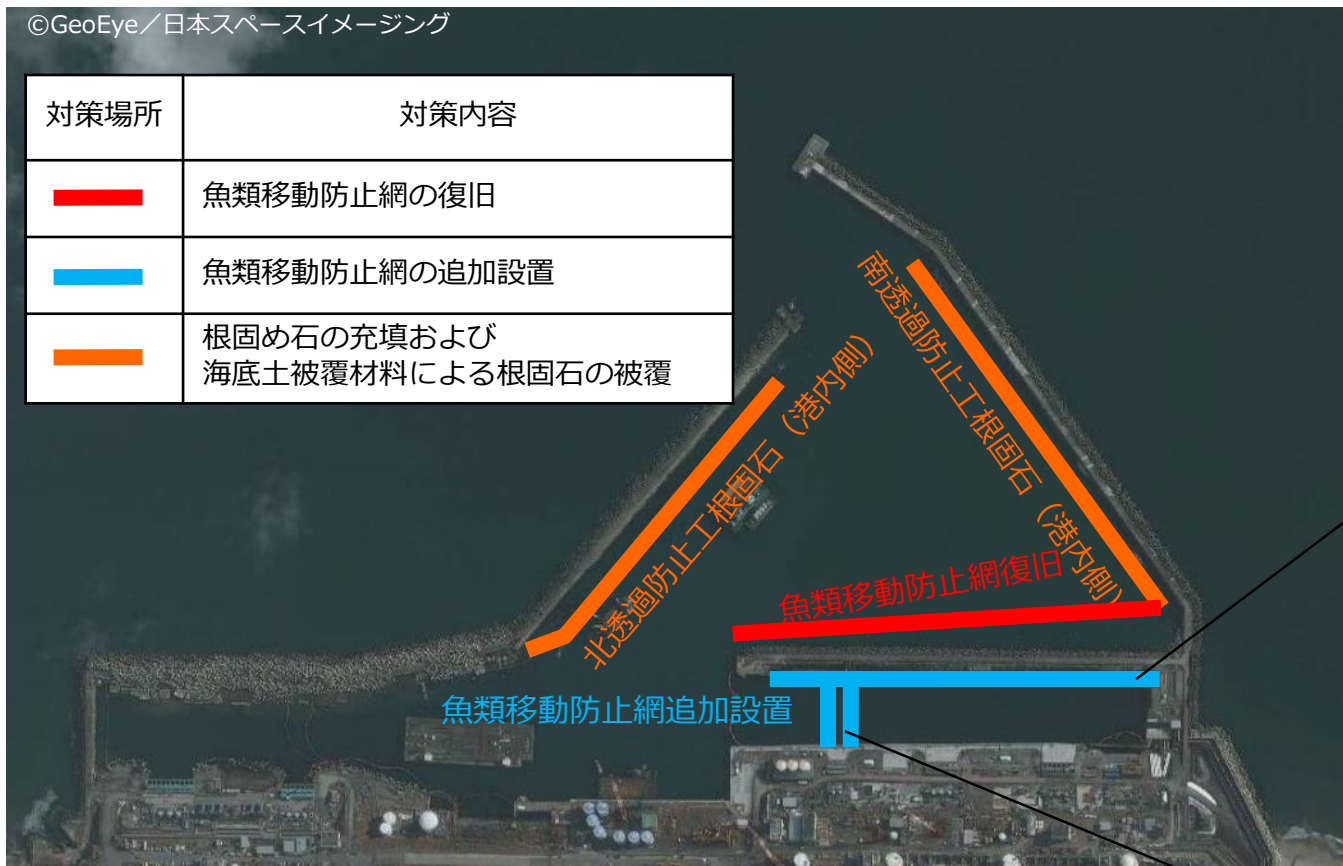 ©GeoEye／日本スペースイメージング
対策場所
対策内容
魚類移動防止網の復旧
魚類移動防止網の追加設置
根固め石の充填および
海底土被覆材料による根固石の被覆
南透過防止工根固石（港内側）
北透過防止工根固石（港内側）
魚類移動防止網復旧
魚類移動防止網追加設置